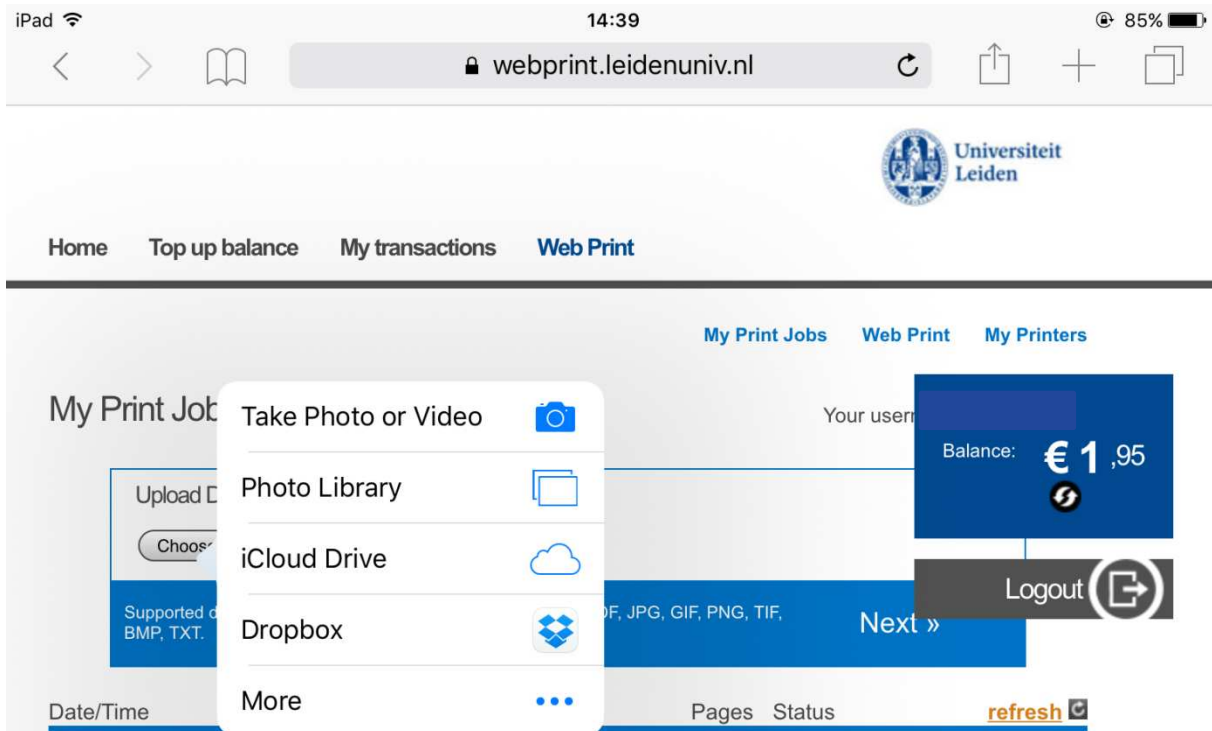 iPad 14:39 85%
webprint.leidenuniv.nl
Universiteit
Leiden
Home Top up balance My transactions Web Print
My Print Jobs Web Print My Printers
My Print Job
Your usern
Balance: € 1 ,95
Upload D
Choos
Logout
Supported d
F, JPG, GIF, PNG, TIF,
BMP, TXT.
Next »
Take Photo or Video
Photo Library
iCloud Drive
Dropbox
More
Date/Time Pages Status refresh